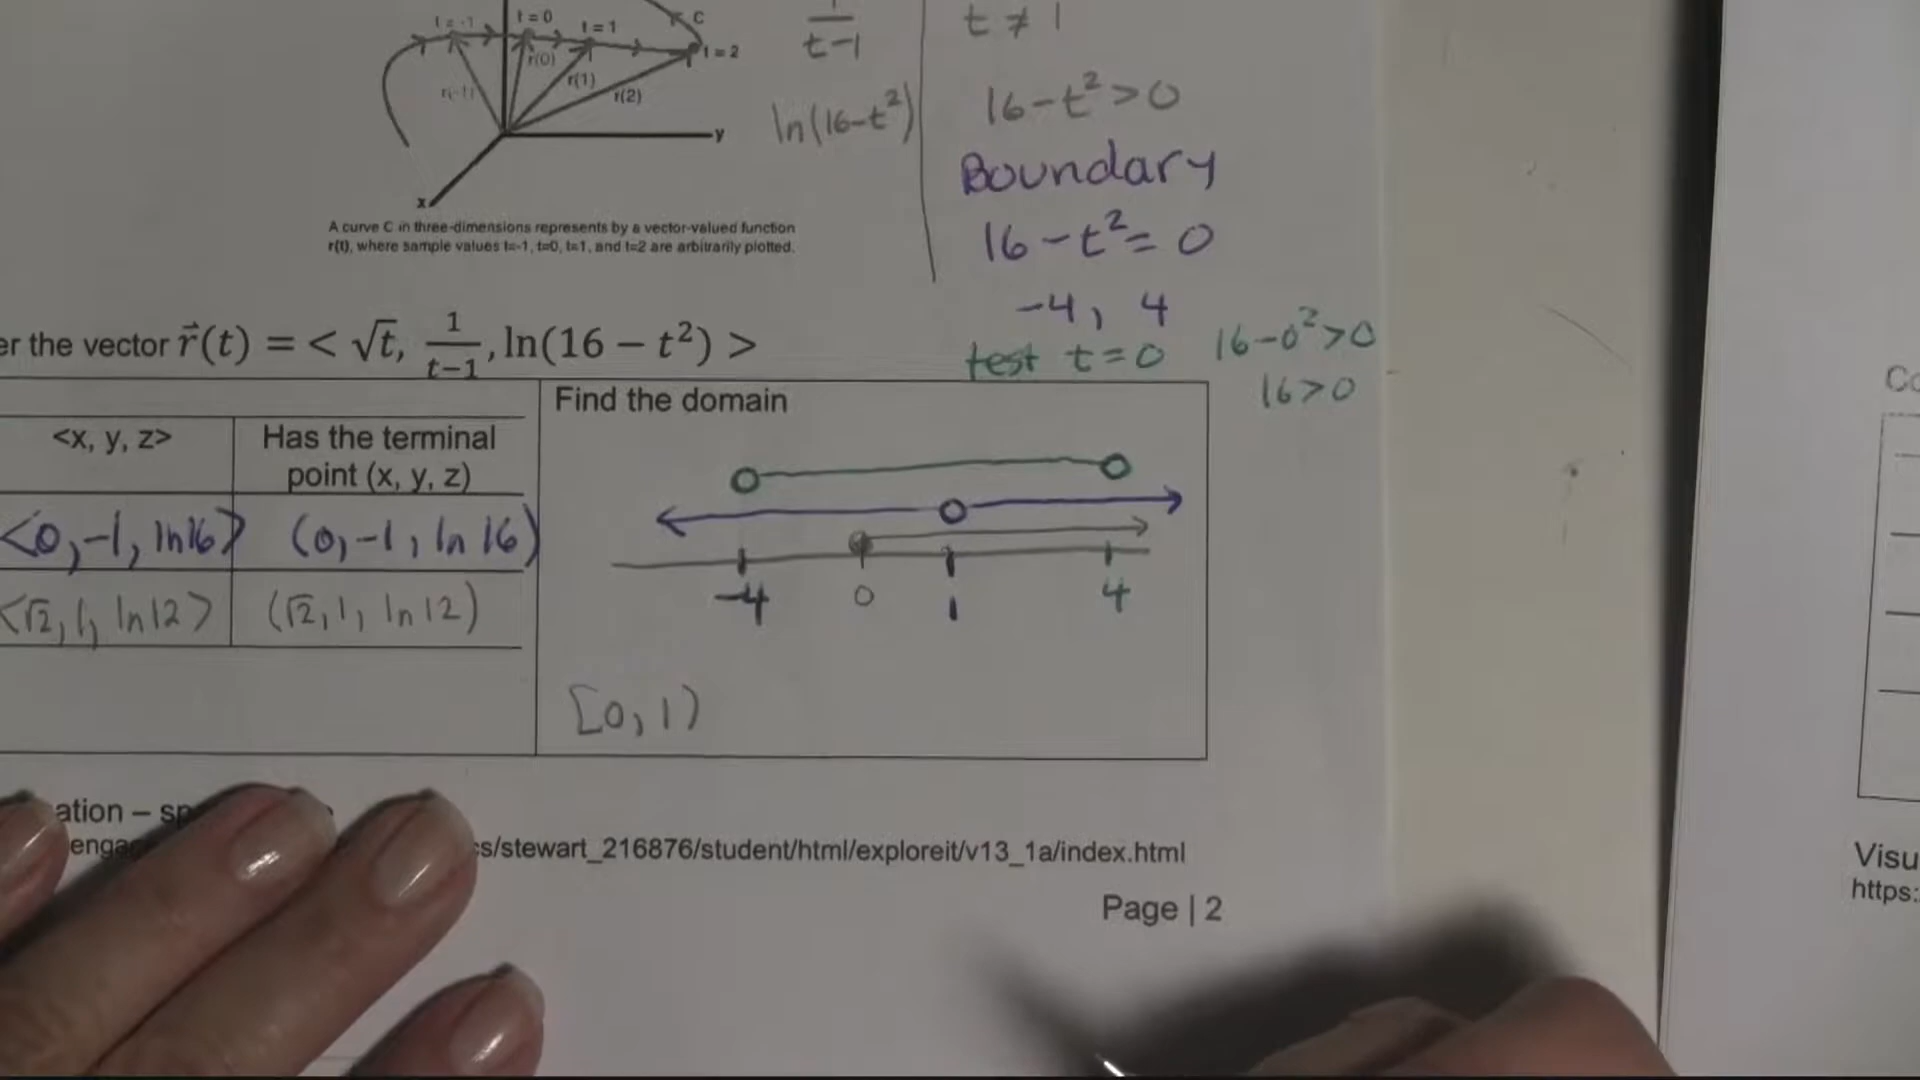 t=-1 t=0 t=1 C t=2
r(-1) r(0) r(1) r(2)
y
x
A curve C in three-dimensions represents by a vector-valued function
r(t), where sample values t=-1, t=0, t=1, and t=2 are arbitrarily plotted.
1/(t-1) t ≠ 1
ln(16-t²) 16-t²>0
Boundary
16-t²=0
-4, 4
test t=0 16-0²>0
16>0
er the vector r⃗(t) = < √t, 1/(t−1), ln(16 − t²) >
<x, y, z> Has the terminal
point (x, y, z)
<0,-1, ln16> (0,-1, ln 16)
<√2, 1, ln12> (√2, 1, ln 12)
Find the domain
-4 0 1 4
[0,1)
ation – sp
enga
cs/stewart_216876/student/html/exploreit/v13_1a/index.html
Page | 2
Co
Visu
https: